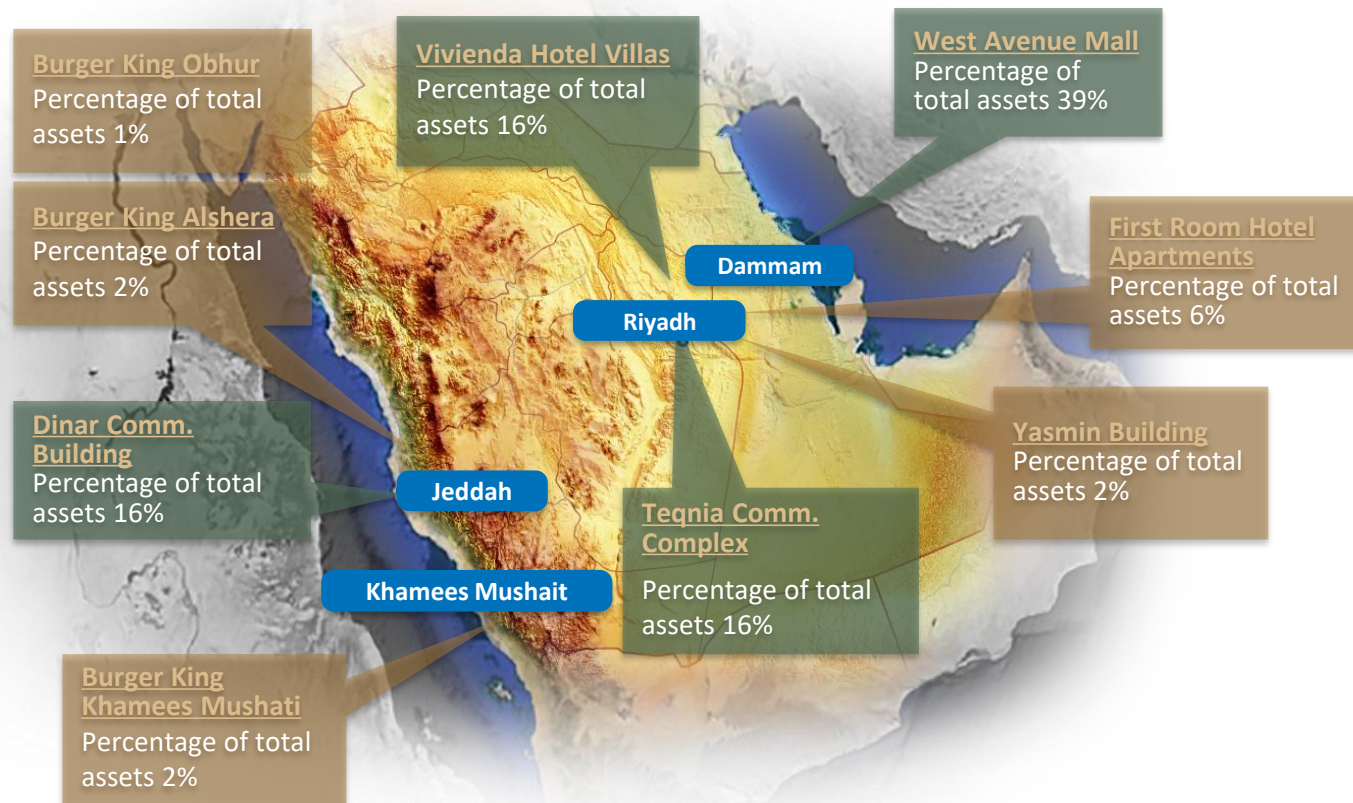 Burger King Obhur
Percentage of total
assets 1%
Vivienda Hotel Villas
Percentage of total
assets 16%
West Avenue Mall
Percentage of
total assets 39%
Burger King Alshera
Percentage of total
assets 2%
First Room Hotel
Apartments
Percentage of total
assets 6%
Dammam
Riyadh
Dinar Comm.
Building
Percentage of total
assets 16%
Yasmin Building
Percentage of total
assets 2%
Jeddah
Teqnia Comm.
Complex
Percentage of total
assets 16%
Khamees Mushait
Burger King
Khamees Mushati
Percentage of total
assets 2%